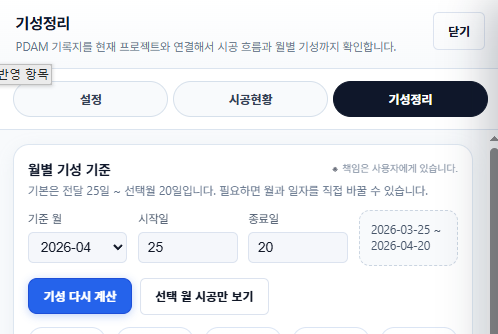 기성정리
PDAM 기록지를 현재 프로젝트와 연결해서 시공 흐름과 월별 기성까지 확인합니다.
닫기
반영 항목
설정
시공현황
기성정리
월별 기성 기준
● 책임은 사용자에게 있습니다.
기본은 전달 25일 ~ 선택월 20일입니다. 필요하면 월과 일자를 직접 바꿀 수 있습니다.
기준 월
시작일
종료일
2026-04
25
20
2026-03-25 ~
2026-04-20
기성 다시 계산
선택 월 시공만 보기